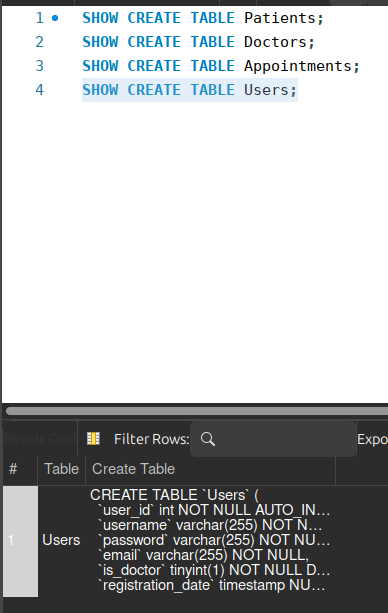 1 SHOW CREATE TABLE Patients;
2 SHOW CREATE TABLE Doctors;
3 SHOW CREATE TABLE Appointments;
4 SHOW CREATE TABLE Users;
Result Grid Filter Rows: Expo
# Table Create Table
CREATE TABLE `Users` (
`user_id` int NOT NULL AUTO_IN...
`username` varchar(255) NOT N...
1 Users `password` varchar(255) NOT NU...
`email` varchar(255) NOT NULL,
`is_doctor` tinyint(1) NOT NULL D...
`registration_date` timestamp NU...